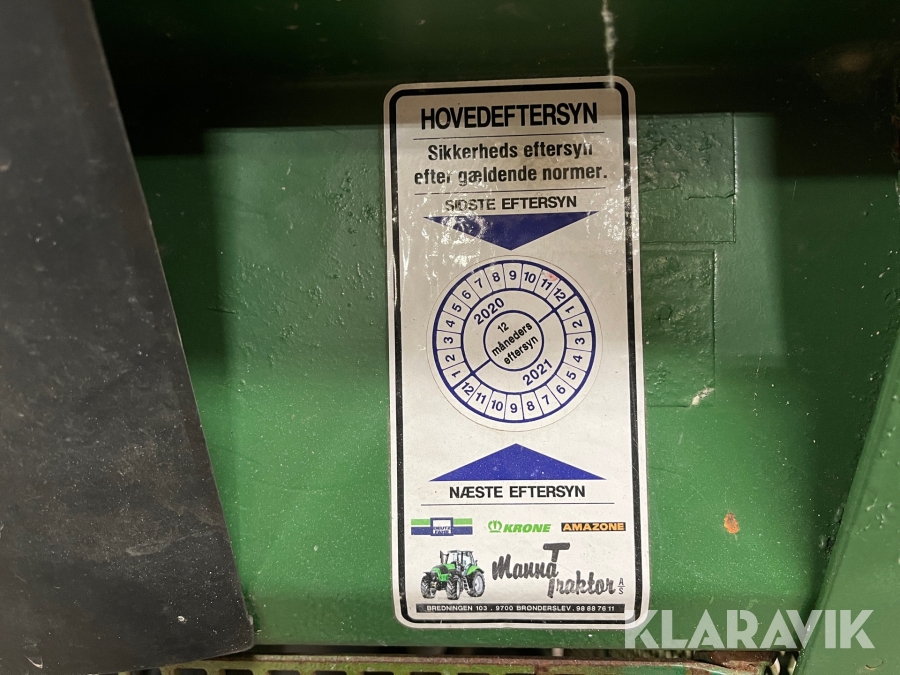 HOVEDEFTERSYN
Sikkerheds eftersyn
efter gældende normer.
SIDSTE EFTERSYN
1 2 3 4 5 6 7 8 9 10 11 12
2020
12
måneders
eftersyn
2021
1 2 3 4 5 6 7 8 9 10 11 12
NÆSTE EFTERSYN
DEUTZ
FAHR
KRONE
AMAZONE
Manna Traktor A/S
BREDNINGEN 103 . 9700 BRØNDERSLEV . 98 88 76 11
KLARAVIK